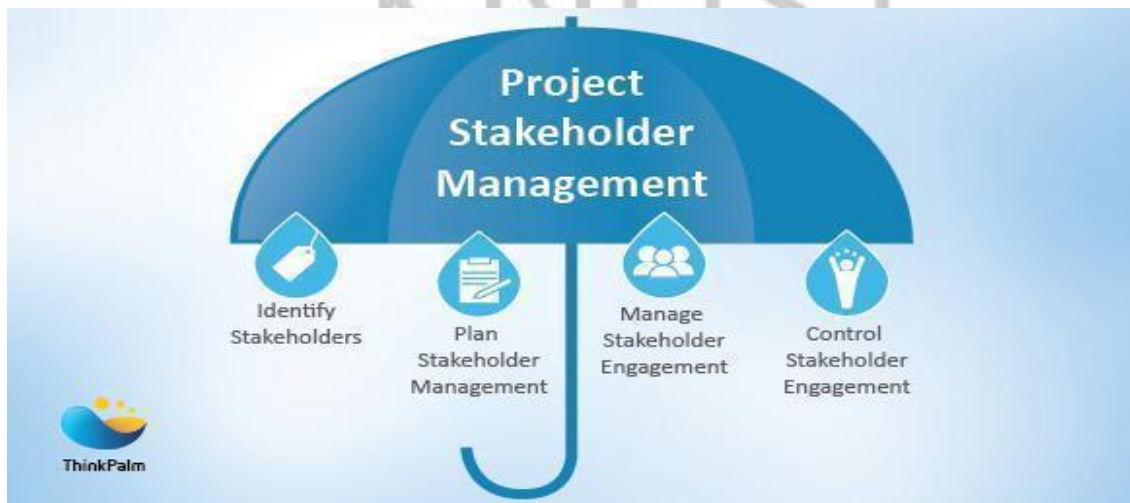 Project
Stakeholder
Management
Identify
Stakeholders
Plan
Stakeholder
Management
Manage
Stakeholder
Engagement
Control
Stakeholder
Engagement
ThinkPalm